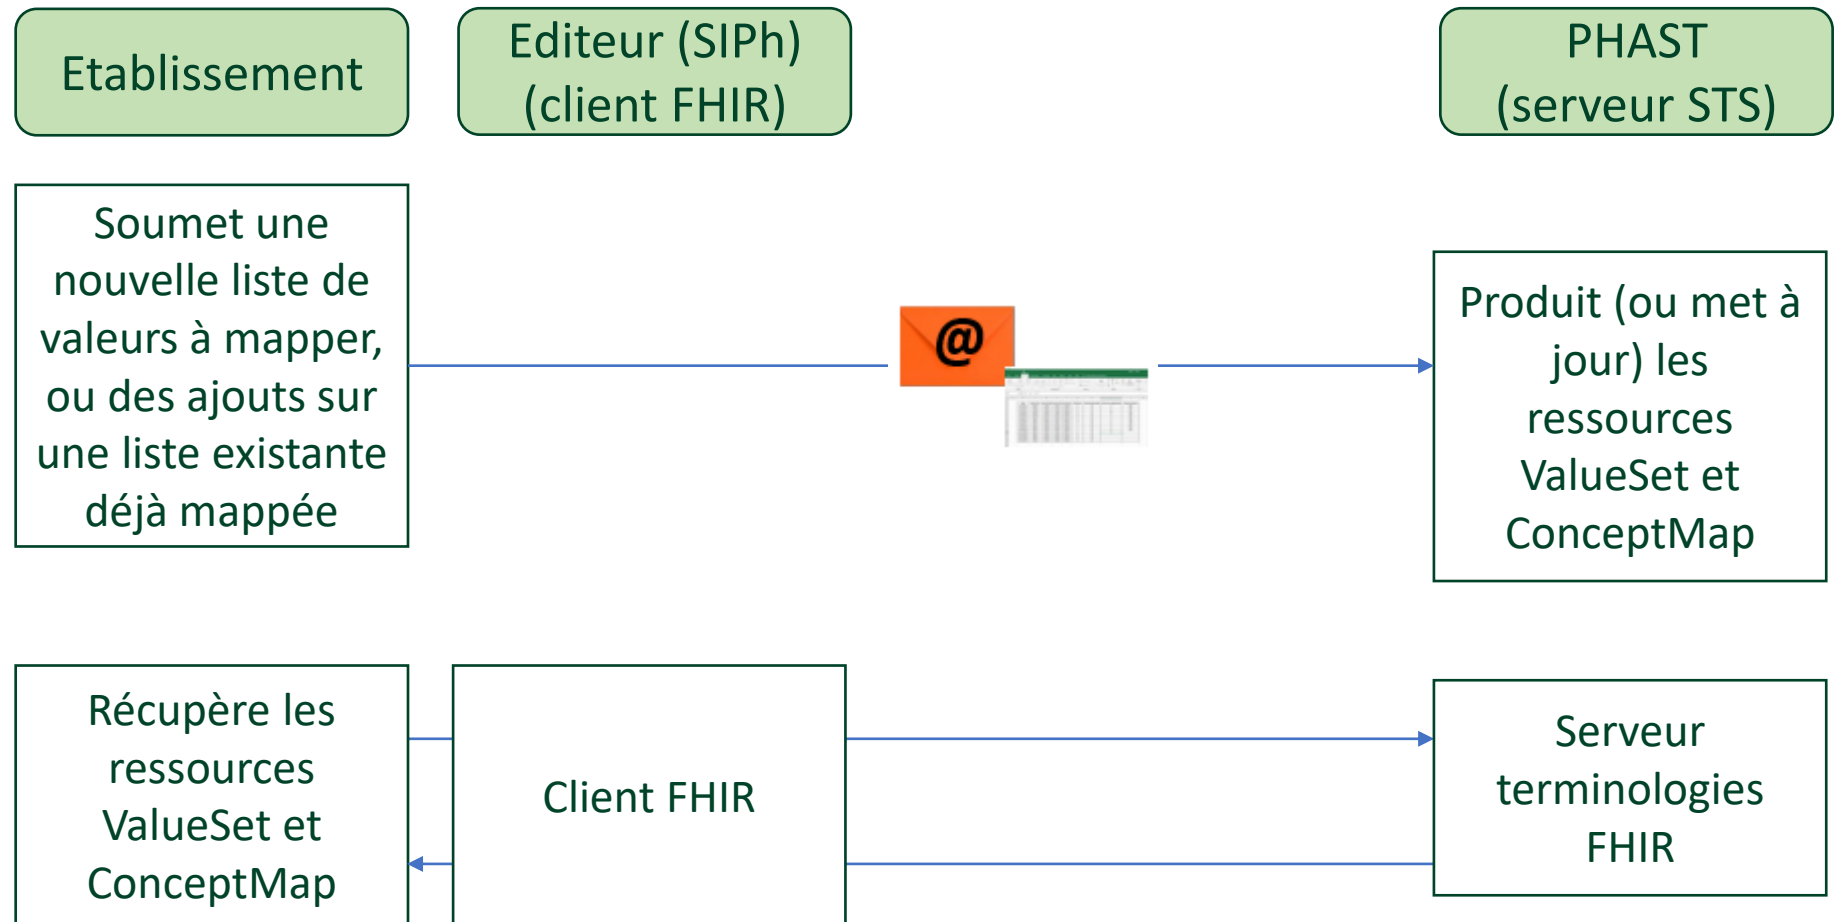 Etablissement
Editeur (SIPh)
(client FHIR)
PHAST
(serveur STS)
Soumet une
nouvelle liste de
valeurs à mapper,
ou des ajouts sur
une liste existante
déjà mappée
@
Produit (ou met à
jour) les
ressources
ValueSet et
ConceptMap
Récupère les
ressources
ValueSet et
ConceptMap
Client FHIR
Serveur
terminologies
FHIR